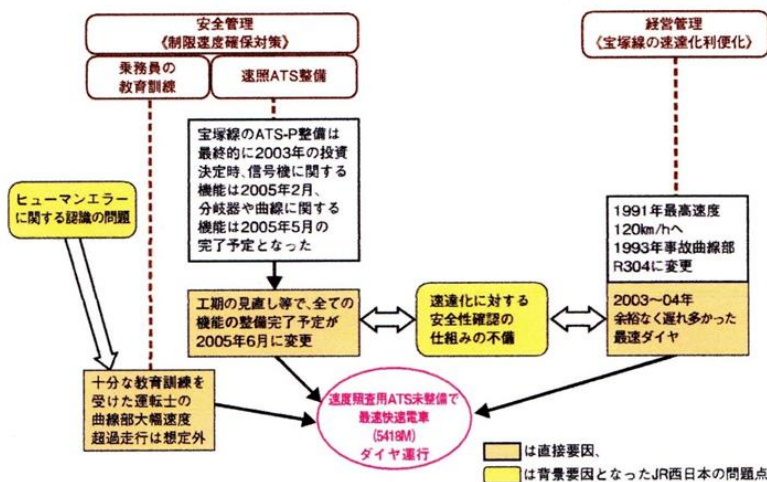 安全管理
《制限速度確保対策》
乗務員の
教育訓練
速照ATS整備
経営管理
《宝塚線の速達化利便化》
宝塚線のATS-P整備は
最終的に2003年の投資
決定時、信号機に関する
機能は2005年2月、
分岐器や曲線に関する
機能は2005年5月の
完了予定となった
ヒューマンエラー
に関する認識の問題
1991年最高速度
120km/hへ
1993年事故曲線部
R304に変更
工期の見直し等で、全ての
機能の整備完了予定が
2005年6月に変更
速達化に対する
安全性確認の
仕組みの不備
2003〜04年
余裕なく遅れ多かった
最速ダイヤ
十分な教育訓練を
受けた運転士の
曲線部大幅速度
超過走行は想定外
速度照査用ATS未整備で
最速快速電車
(5418M)
ダイヤ運行
は直接要因、
は背景要因となったJR西日本の問題点